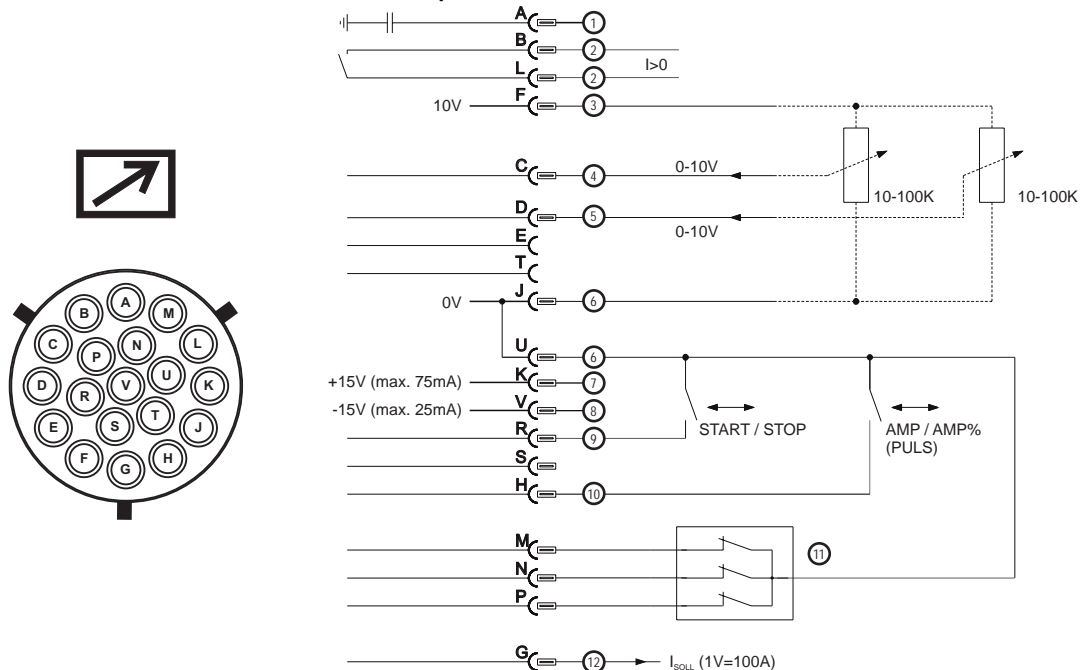 A 1
B 2
I>0
L 2
10V F 3
C 4 0-10V
10-100K 10-100K
D 5
0-10V
E
T
0V J 6
U 6
+15V (max. 75mA) K 7
-15V (max. 25mA) V 8
R 9 START / STOP AMP / AMP%
(PULS)
S
H 10
M 11
N
P
G 12 I_SOLL (1V=100A)
A
B M
N
C P L
U
D V K
R
T
E S J
F H
G